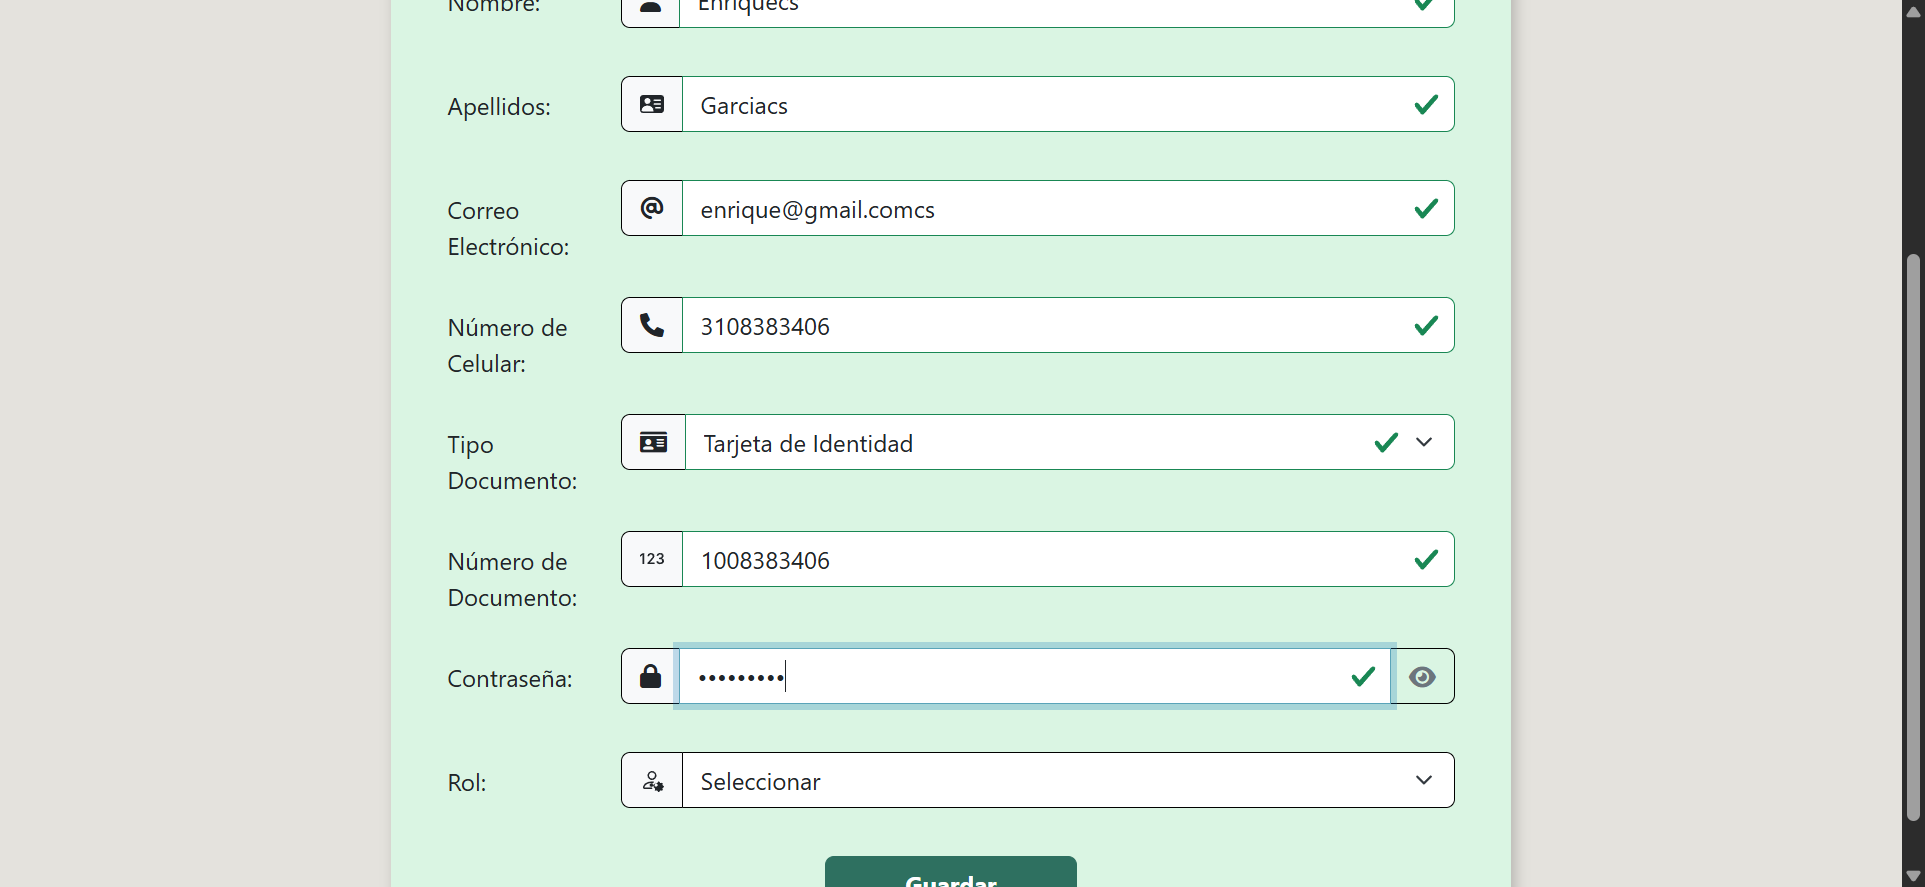 Nombre:
Enriquecs
Apellidos:
Garciacs
Correo
Electrónico:
enrique@gmail.comcs
Número de
Celular:
3108383406
Tipo
Documento:
Tarjeta de Identidad
Número de
Documento:
123
1008383406
Contraseña:
•••••••••
Rol:
Seleccionar
Guardar